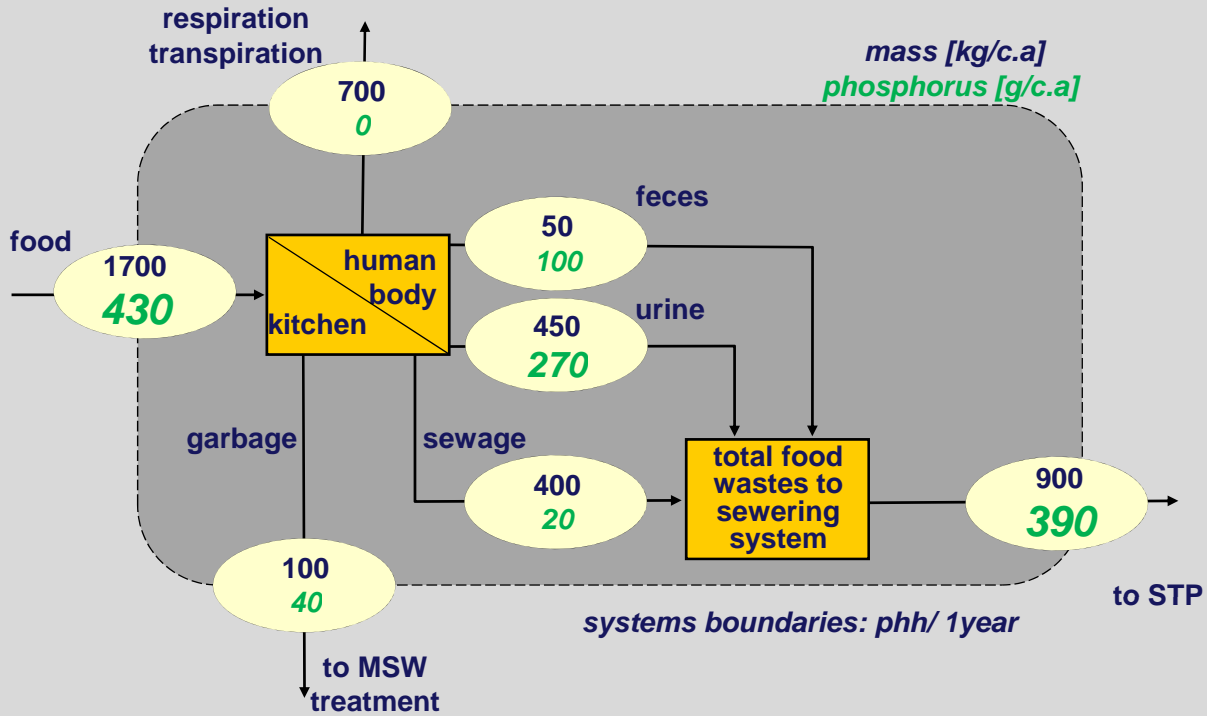 respiration
transpiration
mass [kg/c.a]
phosphorus [g/c.a]
700
0
feces
food
50
100
1700
430
human
body
kitchen
urine
450
270
garbage
sewage
400
20
total food
wastes to
sewering
system
900
390
100
40
to STP
systems boundaries: phh/ 1year
to MSW
treatment